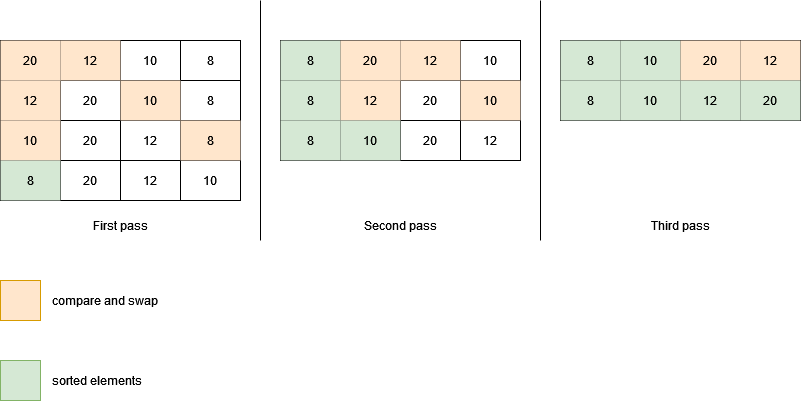 20 12 10 8
12 20 10 8
10 20 12 8
8 20 12 10
First pass
8 20 12 10
8 12 20 10
8 10 20 12
Second pass
8 10 20 12
8 10 12 20
Third pass
compare and swap
sorted elements